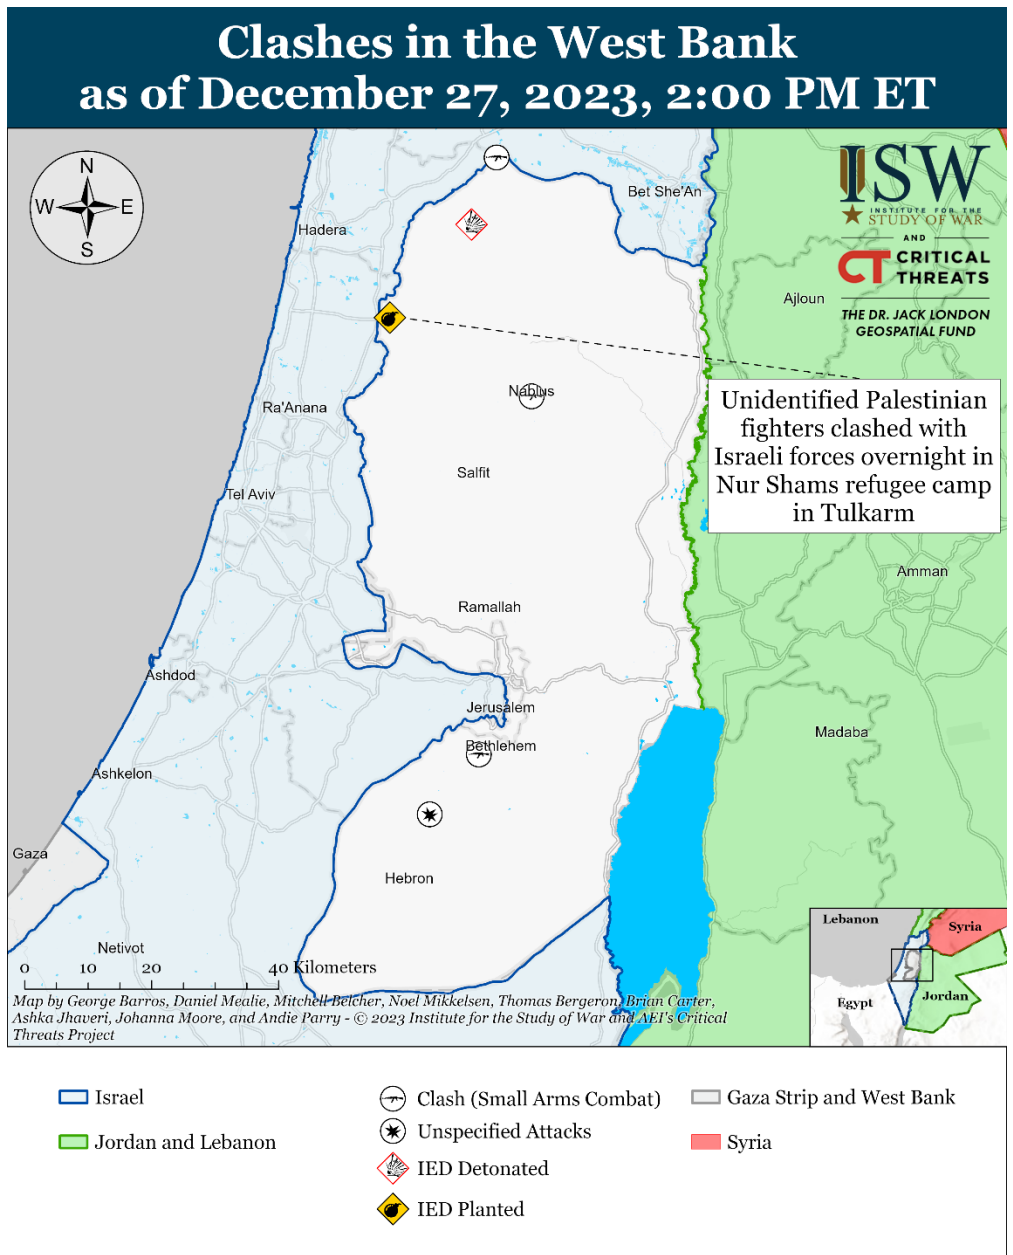 Clashes in the West Bank
as of December 27, 2023, 2:00 PM ET
N
W
E
S
ISW
INSTITUTE FOR THE
STUDY OF WAR
AND
CT CRITICAL
THREATS
THE DR. JACK LONDON
GEOSPATIAL FUND
Bet She'An
Hadera
Ajloun
Nablus
Ra'Anana
Unidentified Palestinian
fighters clashed with
Israeli forces overnight in
Nur Shams refugee camp
in Tulkarm
Salfit
Tel Aviv
Amman
Ramallah
Ashdod
Jerusalem
Madaba
Bethlehem
Ashkelon
Gaza
Hebron
Netivot
Lebanon
Syria
Egypt
Jordan
0 10 20 40 Kilometers
Map by George Barros, Daniel Mealie, Mitchell Belcher, Noel Mikkelsen, Thomas Bergeron, Brian Carter,
Ashka Jhaveri, Johanna Moore, and Andie Parry - © 2023 Institute for the Study of War and AEI's Critical
Threats Project
Israel
Jordan and Lebanon
Clash (Small Arms Combat)
Unspecified Attacks
IED Detonated
IED Planted
Gaza Strip and West Bank
Syria